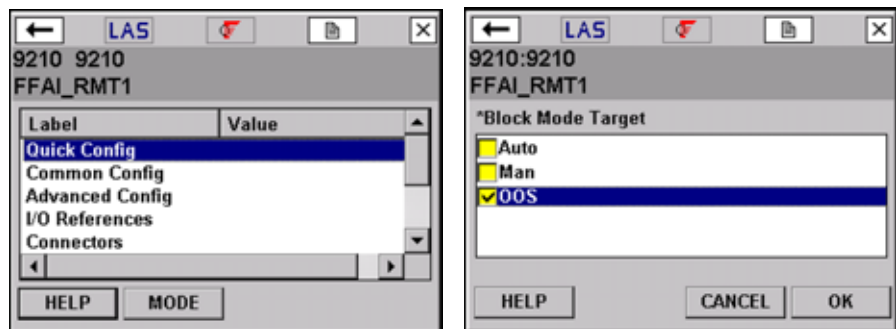 LAS
9210 9210
FFAI_RMT1
Label Value
Quick Config
Common Config
Advanced Config
I/O References
Connectors
HELP MODE
LAS
9210:9210
FFAI_RMT1
*Block Mode Target
Auto
Man
OOS
HELP CANCEL OK